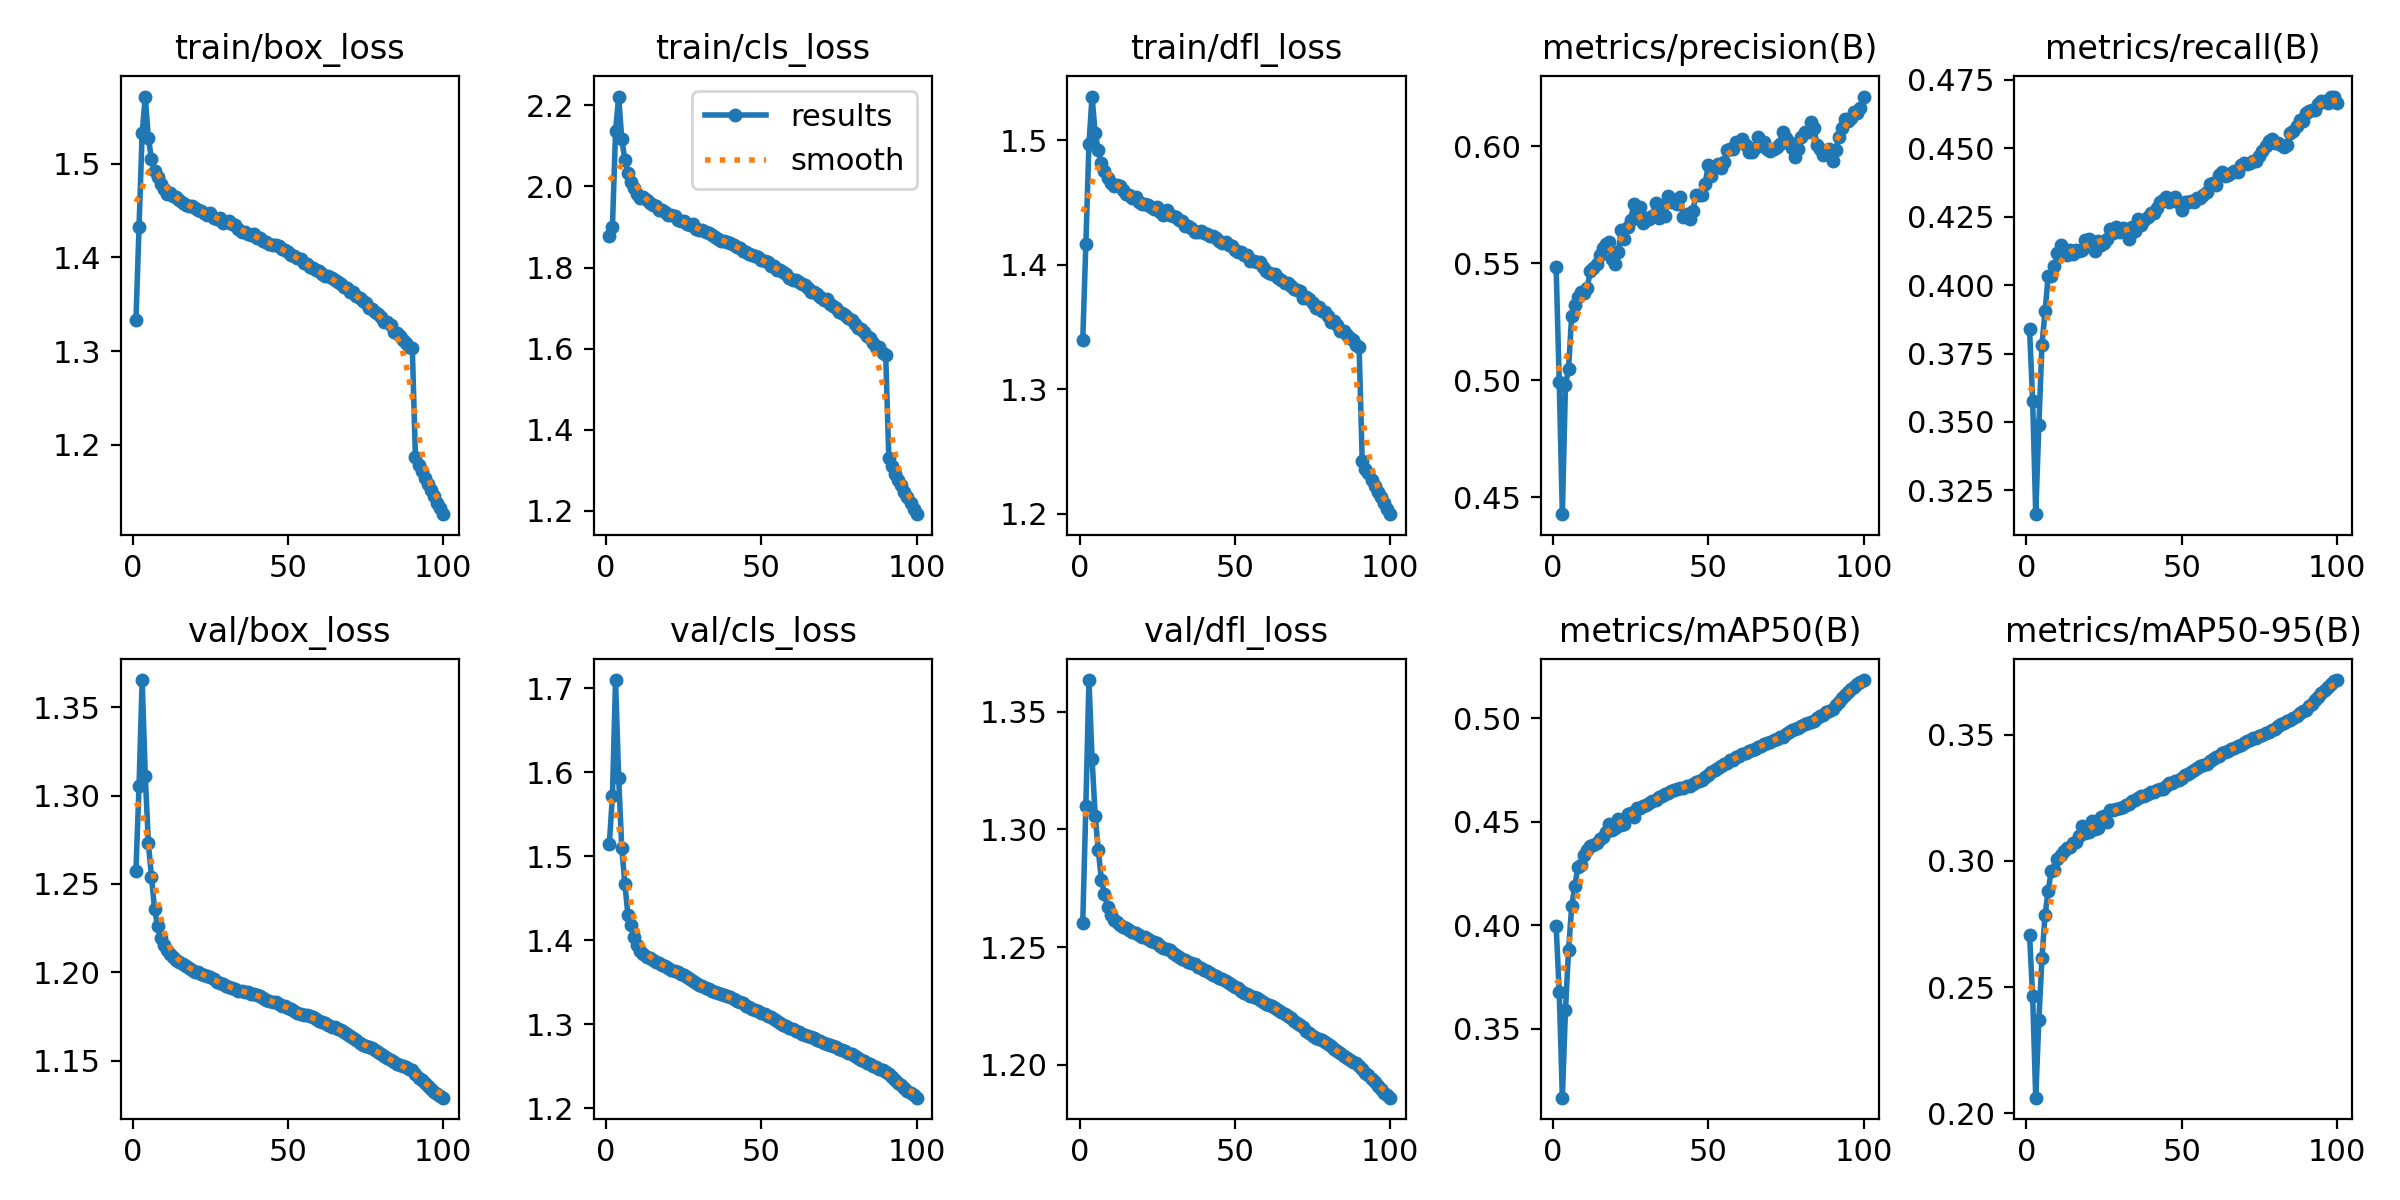 train/box_loss
1.5
1.4
1.3
1.2
0 50 100
train/cls_loss
results
smooth
2.2
2.0
1.8
1.6
1.4
1.2
0 50 100
train/dfl_loss
1.5
1.4
1.3
1.2
0 50 100
metrics/precision(B)
0.60
0.55
0.50
0.45
0 50 100
metrics/recall(B)
0.475
0.450
0.425
0.400
0.375
0.350
0.325
0 50 100
val/box_loss
1.35
1.30
1.25
1.20
1.15
0 50 100
val/cls_loss
1.7
1.6
1.5
1.4
1.3
1.2
0 50 100
val/dfl_loss
1.35
1.30
1.25
1.20
0 50 100
metrics/mAP50(B)
0.50
0.45
0.40
0.35
0 50 100
metrics/mAP50-95(B)
0.35
0.30
0.25
0.20
0 50 100